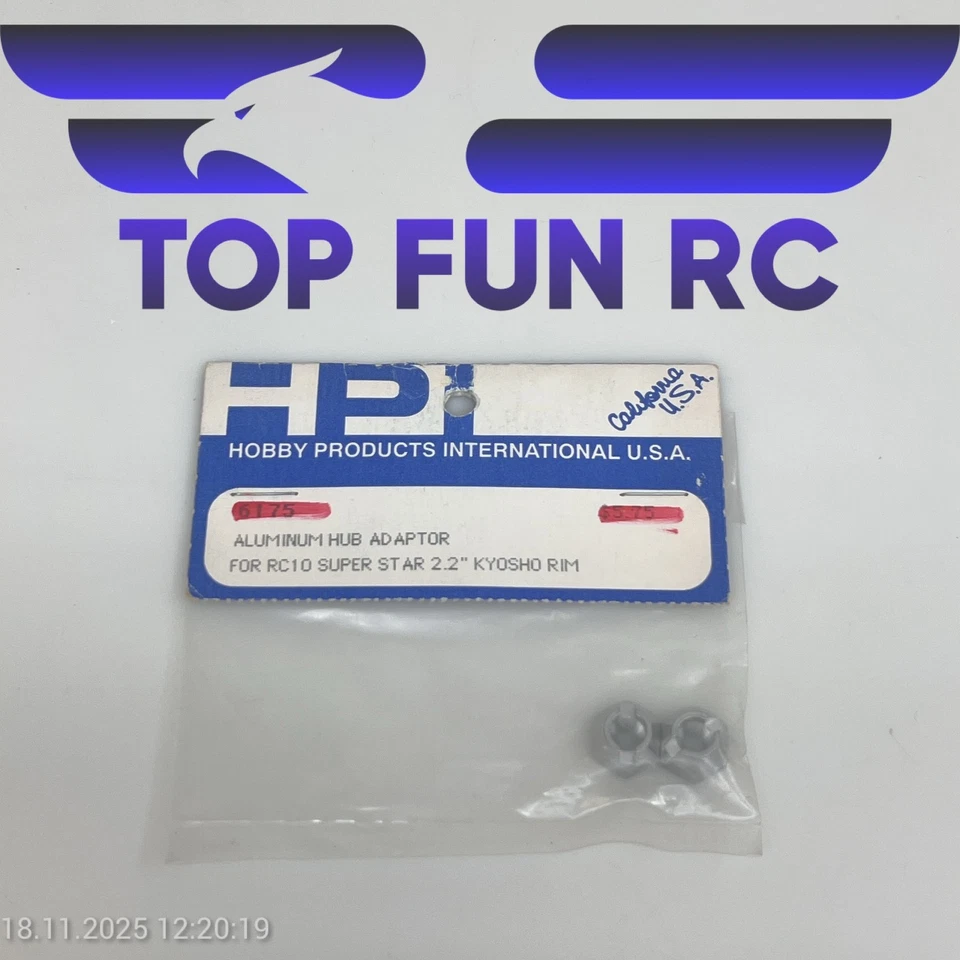 TOP FUN RC
HPI
California
U.S.A.
HOBBY PRODUCTS INTERNATIONAL U.S.A.
6175
$5.75
ALUMINUM HUB ADAPTOR
FOR RC10 SUPER STAR 2.2" KYOSHO RIM
18.11.2025 12:20:19